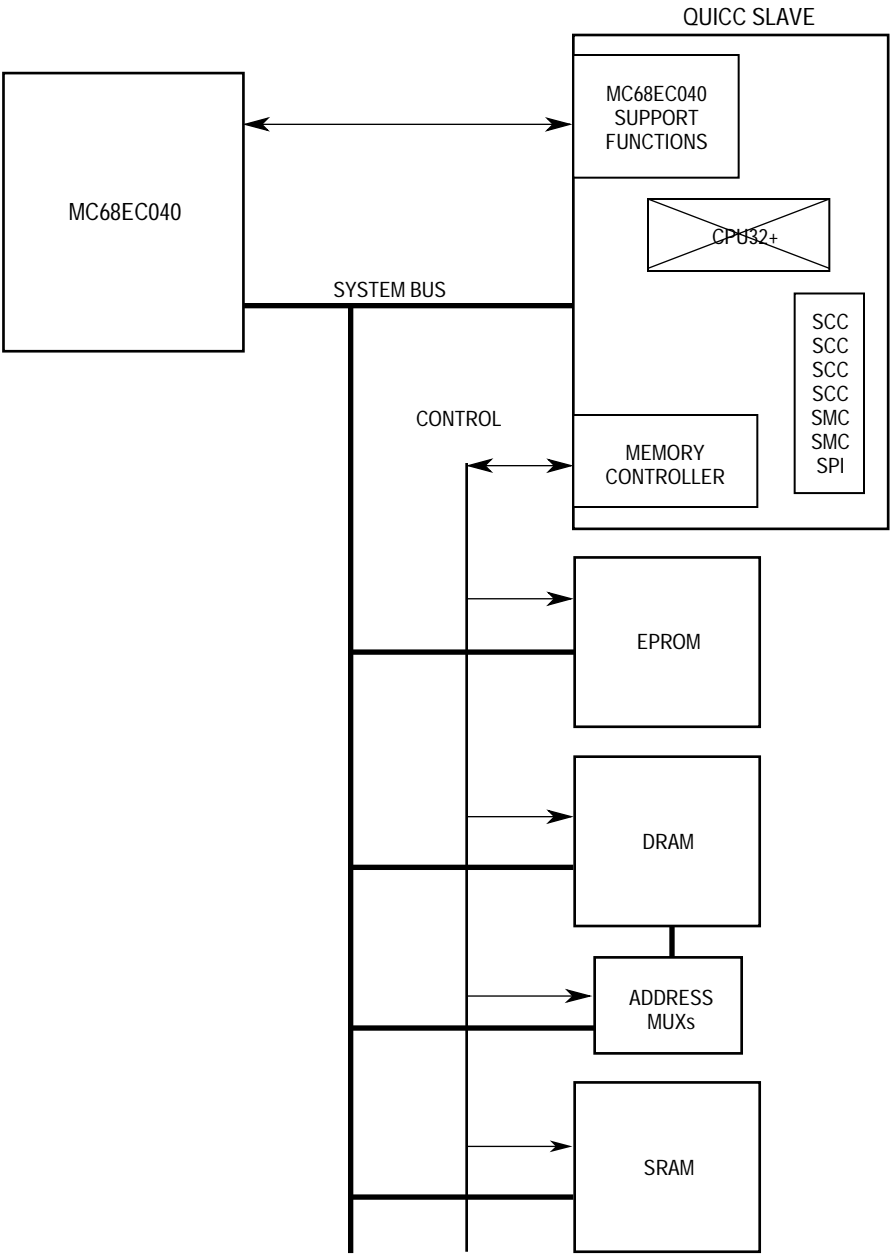 QUICC SLAVE
MC68EC040
SUPPORT
FUNCTIONS
MC68EC040
CPU32+
SYSTEM BUS
SCC
SCC
SCC
SCC
SMC
SMC
SPI
CONTROL
MEMORY
CONTROLLER
EPROM
DRAM
ADDRESS
MUXs
SRAM